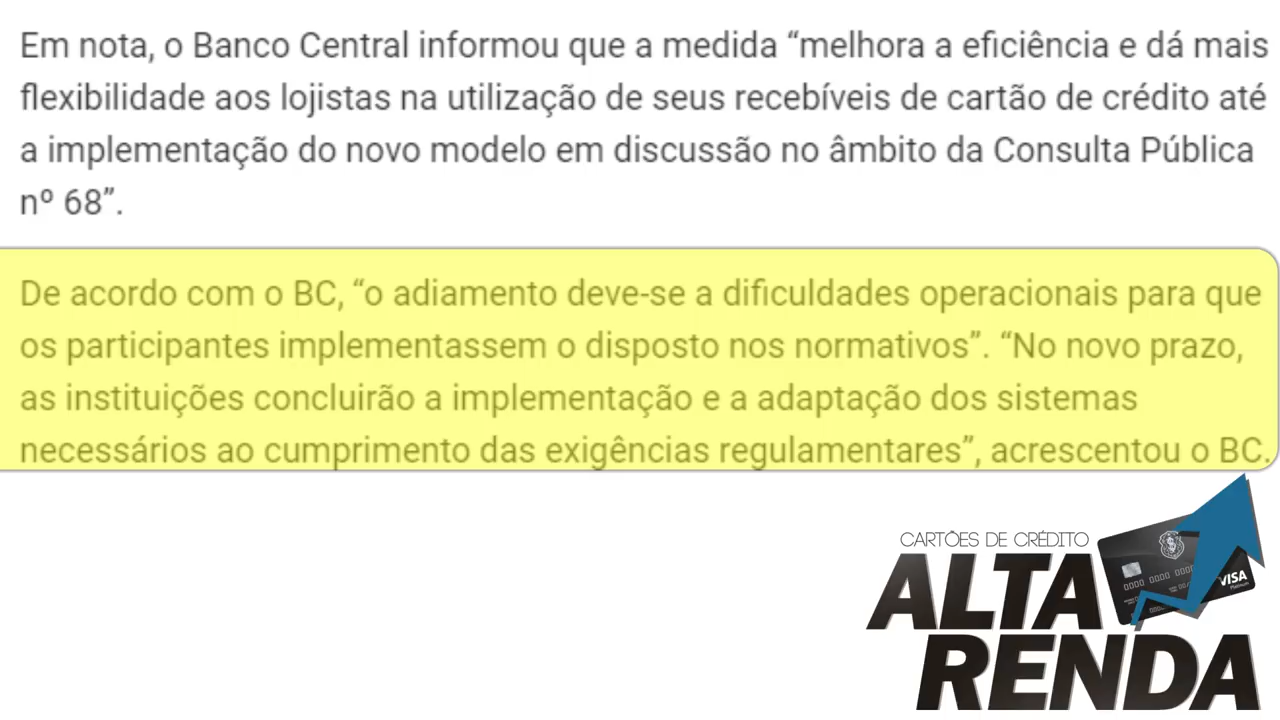 Em nota, o Banco Central informou que a medida “melhora a eficiência e dá mais
flexibilidade aos lojistas na utilização de seus recebíveis de cartão de crédito até
a implementação do novo modelo em discussão no âmbito da Consulta Pública
nº 68”.
De acordo com o BC, “o adiamento deve-se a dificuldades operacionais para que
os participantes implementassem o disposto nos normativos”. “No novo prazo,
as instituições concluirão a implementação e a adaptação dos sistemas
necessários ao cumprimento das exigências regulamentares”, acrescentou o BC.
CARTÕES DE CRÉDITO
ALTA
RENDA
VISA
Platinum